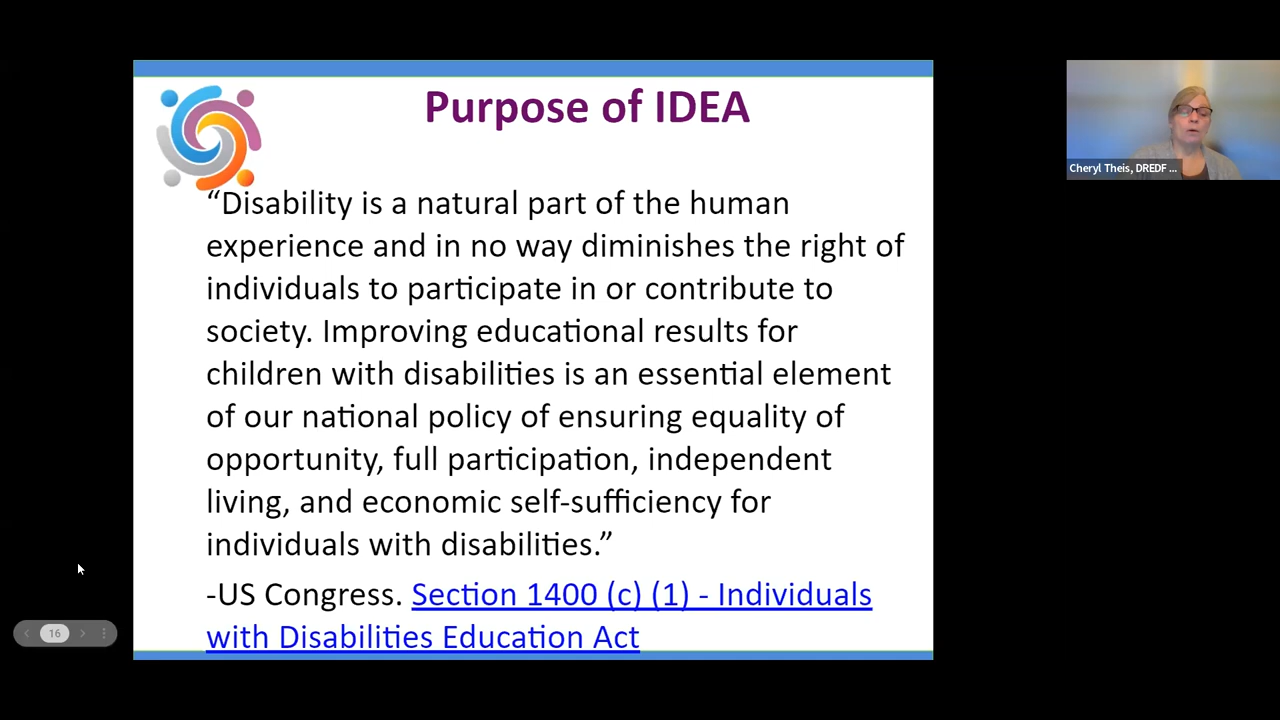 Purpose of IDEA
“Disability is a natural part of the human
experience and in no way diminishes the right of
individuals to participate in or contribute to
society. Improving educational results for
children with disabilities is an essential element
of our national policy of ensuring equality of
opportunity, full participation, independent
living, and economic self-sufficiency for
individuals with disabilities.”
-US Congress. Section 1400 (c) (1) - Individuals
with Disabilities Education Act
Cheryl Theis, DREDF ...
16